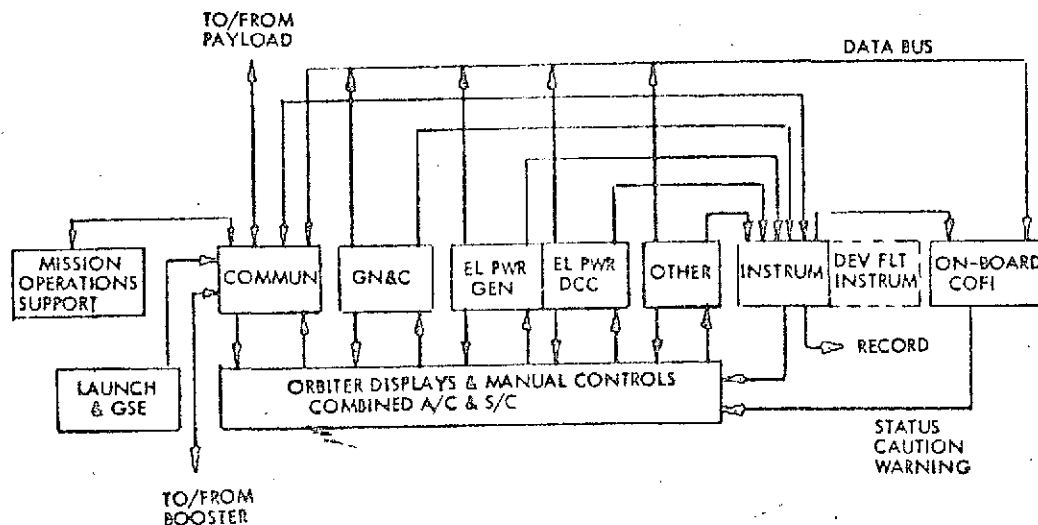 TO/FROM
PAYLOAD
DATA BUS
MISSION
OPERATIONS
SUPPORT
COMMUN
GN&C
EL PWR
GEN
EL PWR
DCC
OTHER
INSTRUM
DEV FLT
INSTRUM
ON-BOARD
COFI
RECORD
LAUNCH
& GSE
ORBITER DISPLAYS & MANUAL CONTROLS
COMBINED A/C & S/C
STATUS
CAUTION
WARNING
TO/FROM
BOOSTER